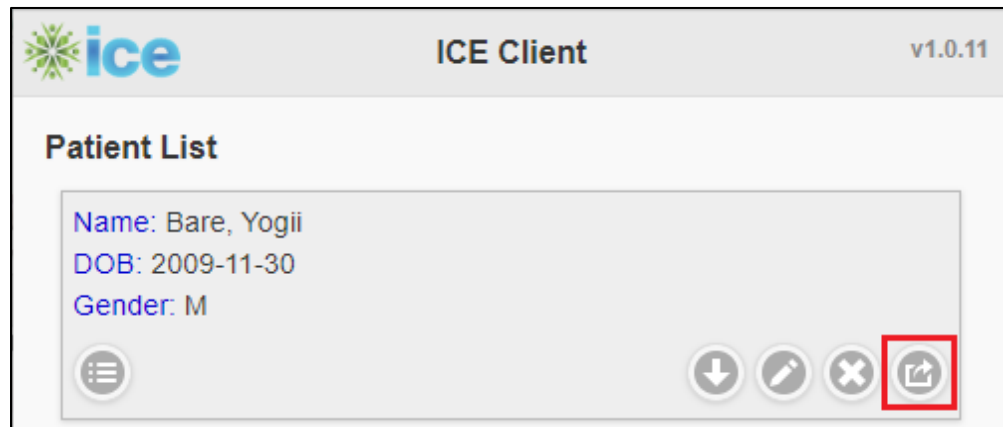 ice
ICE Client
v1.0.11
Patient List
Name: Bare, Yogii
DOB: 2009-11-30
Gender: M